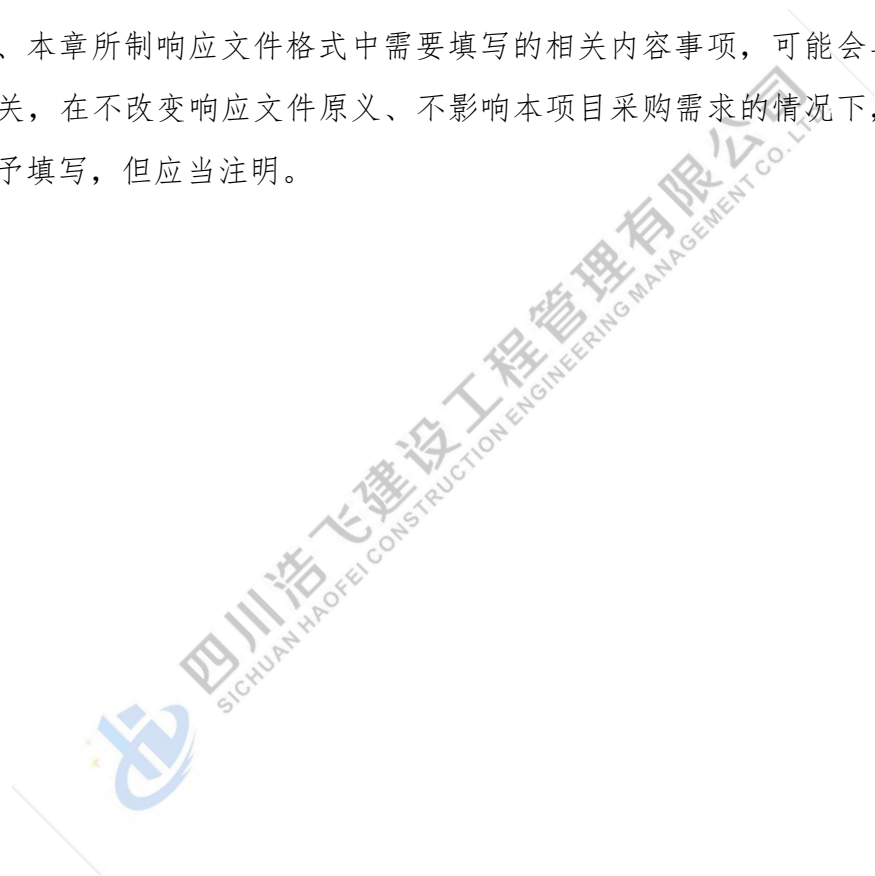 、本章所制响应文件格式中需要填写的相关内容事项，可能会
关，在不改变响应文件原义、不影响本项目采购需求的情况下，
予填写，但应当注明。
四川浩飞建设工程管理有限公司
SICHUAN HAOFEI CONSTRUCTION ENGINEERING MANAGEMENT CO. LTD.